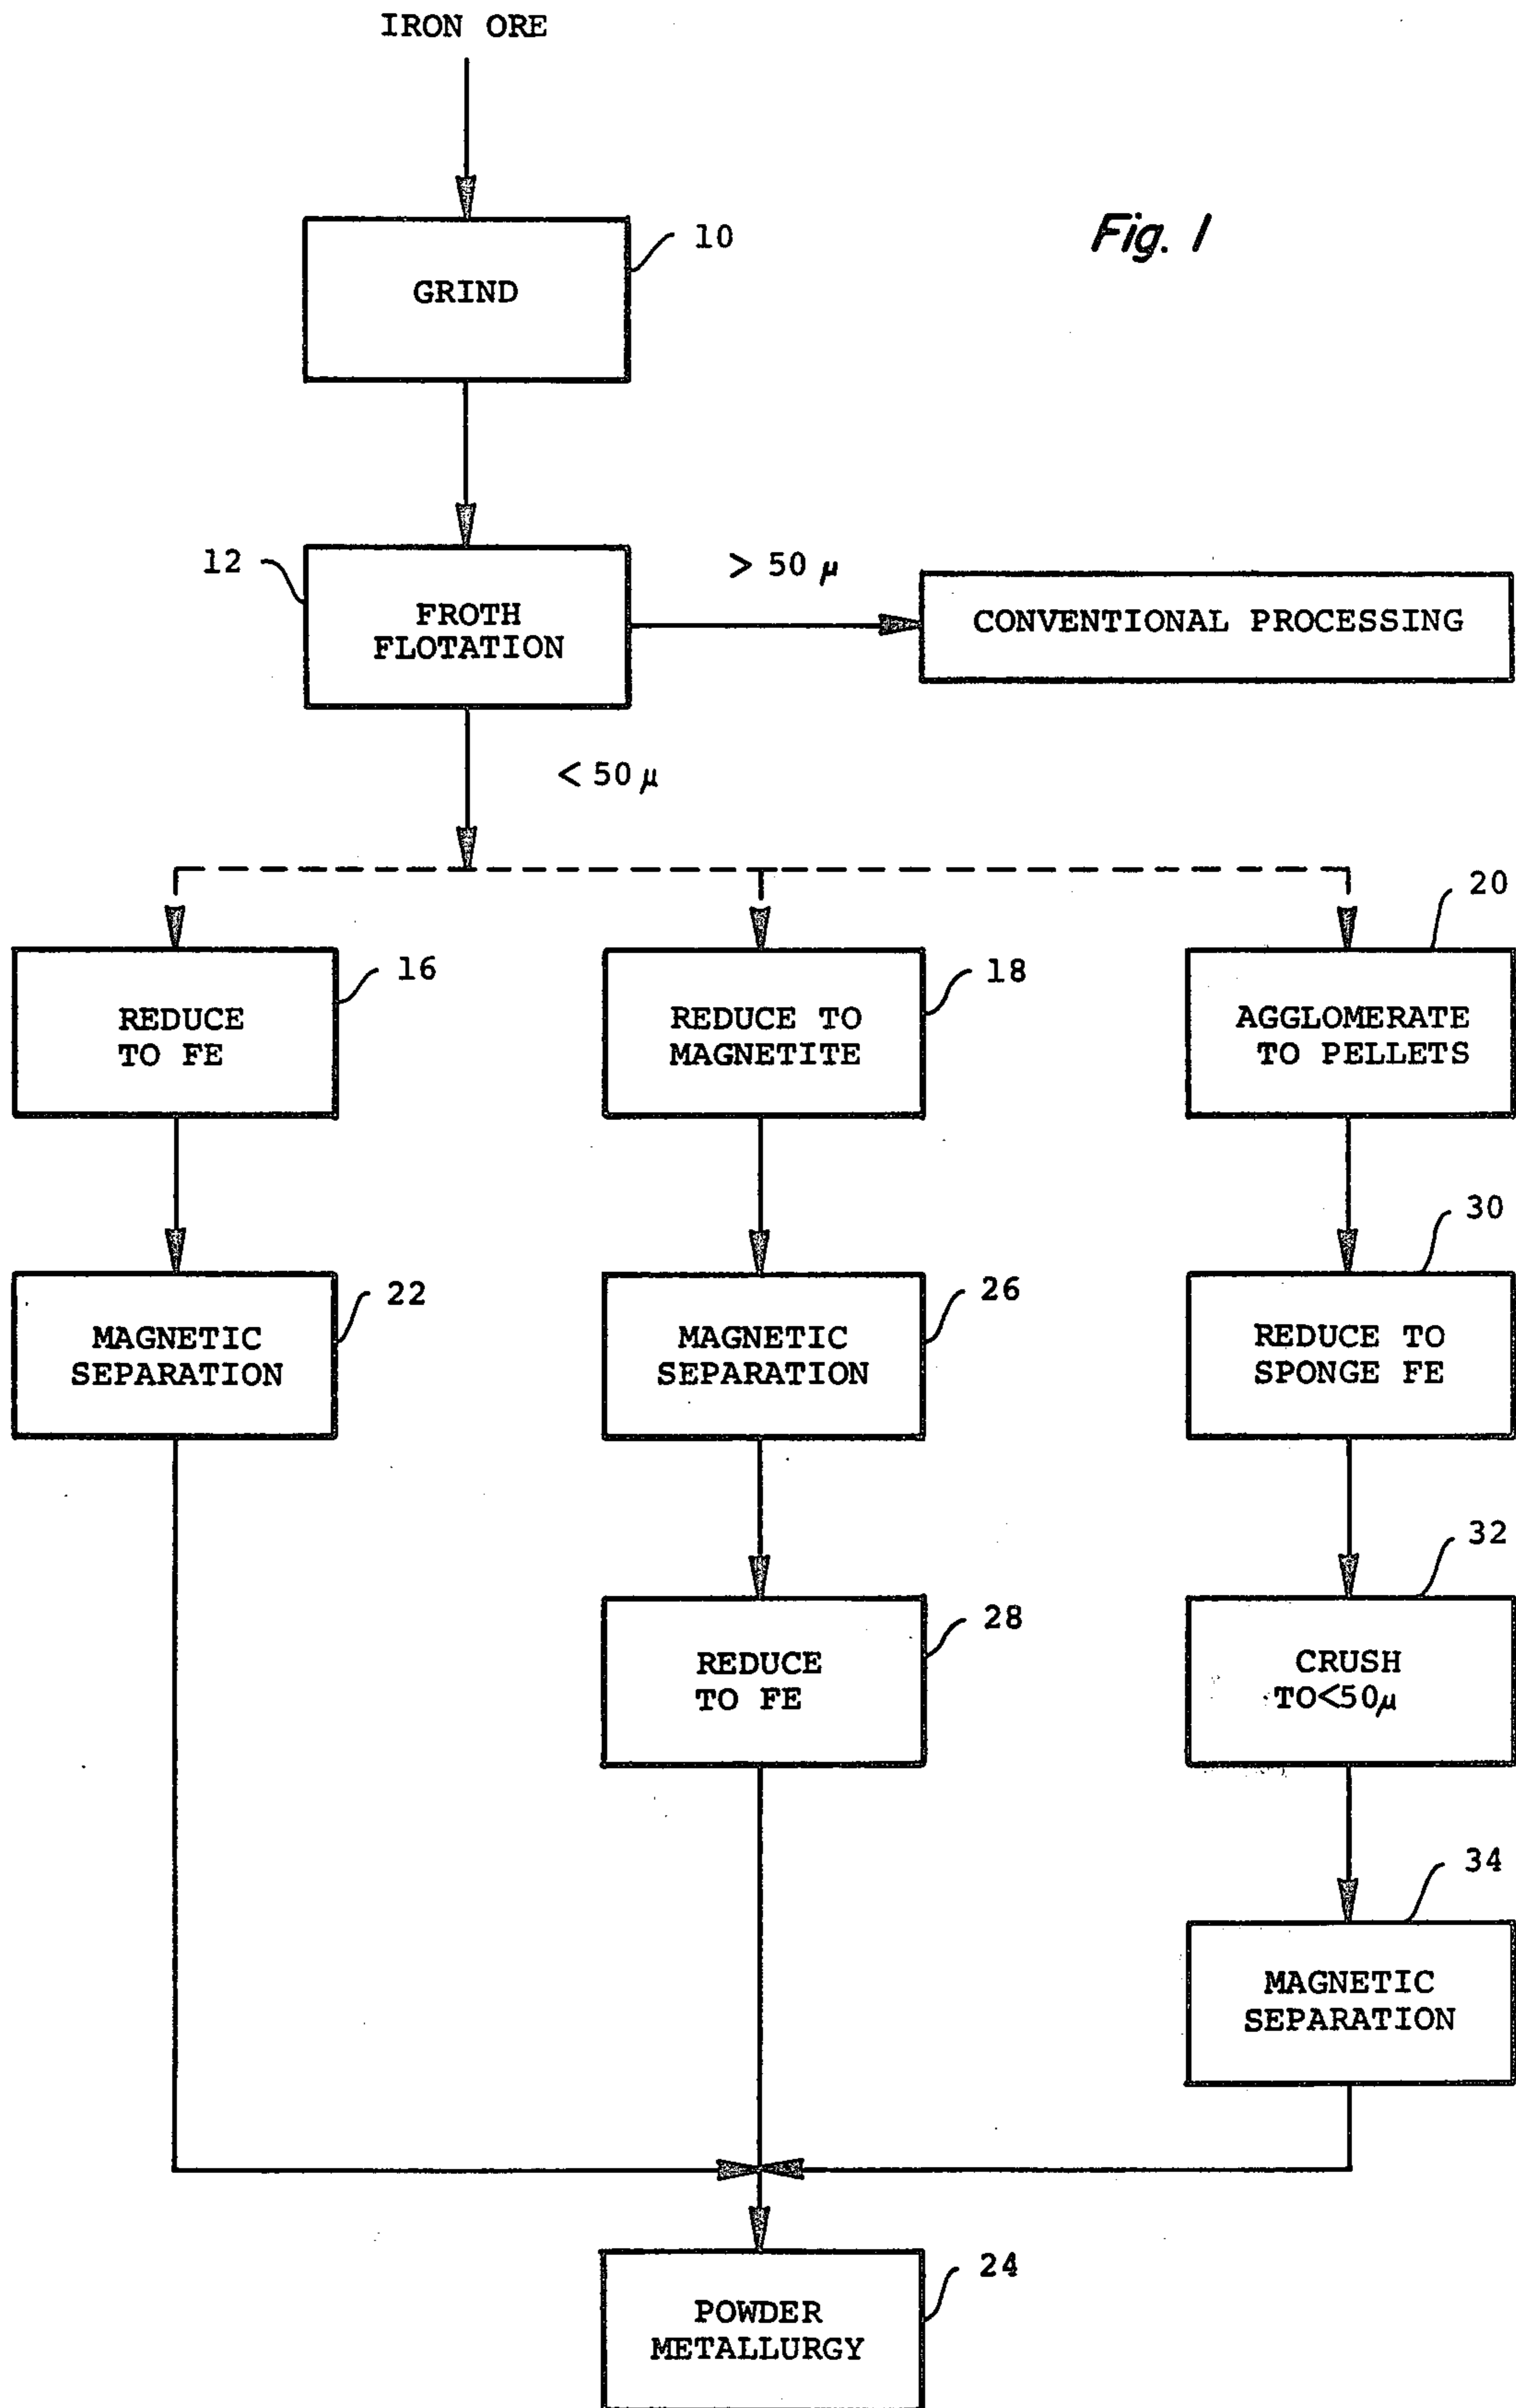 IRON ORE
10
Fig. 1
GRIND
12
> 50 μ
FROTH
FLOTATION
CONVENTIONAL PROCESSING
< 50 μ
20
16
18
REDUCE
TO FE
REDUCE TO
MAGNETITE
AGGLOMERATE
TO PELLETS
30
22
26
MAGNETIC
SEPARATION
MAGNETIC
SEPARATION
REDUCE TO
SPONGE FE
32
28
REDUCE
TO FE
CRUSH
TO<50μ
34
MAGNETIC
SEPARATION
24
POWDER
METALLURGY